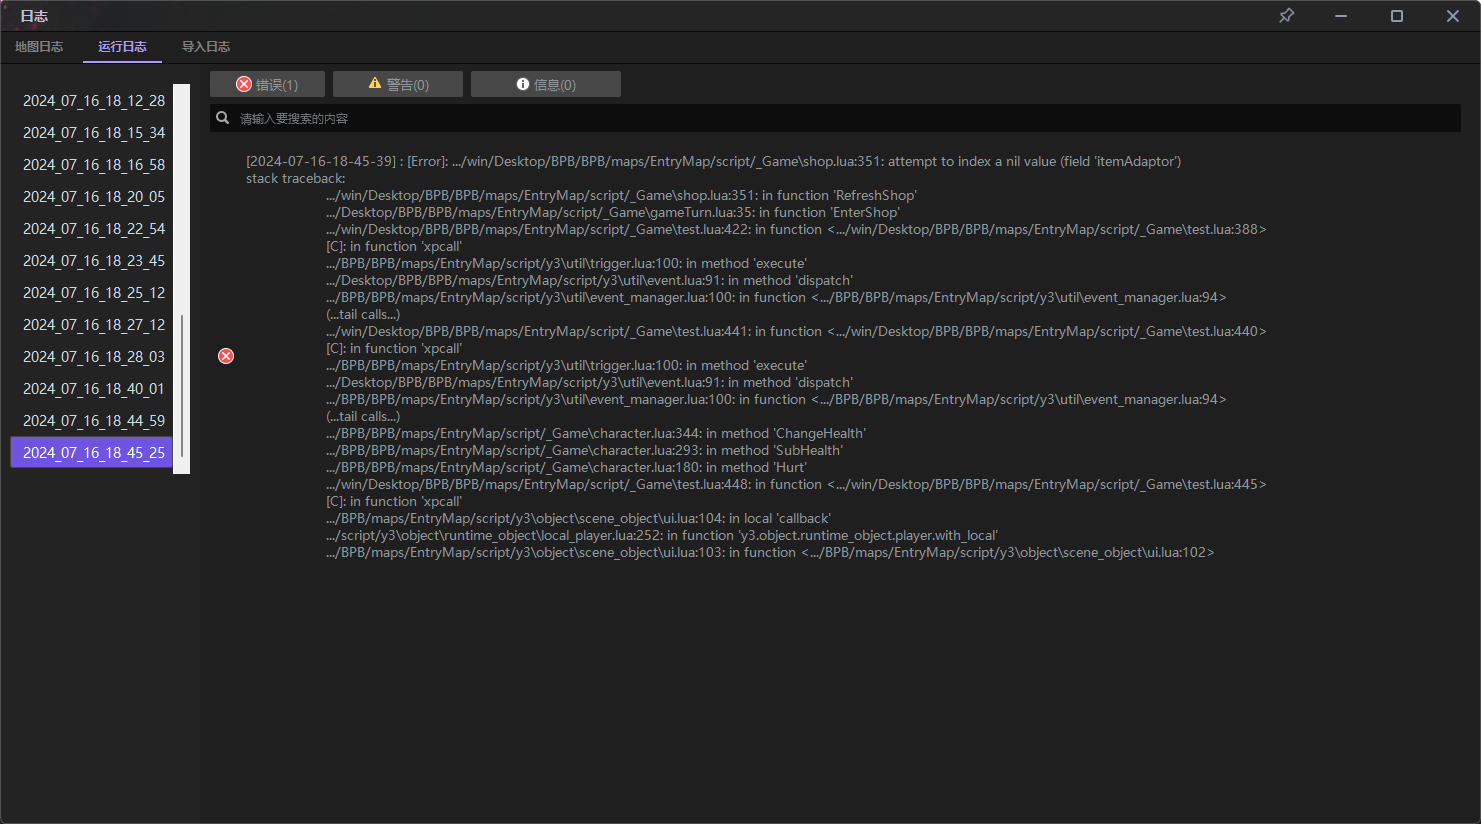 日志
地图日志 运行日志 导入日志
错误(1) 警告(0) 信息(0)
请输入要搜索的内容
2024_07_16_18_12_28
2024_07_16_18_15_34
2024_07_16_18_16_58
2024_07_16_18_20_05
2024_07_16_18_22_54
2024_07_16_18_23_45
2024_07_16_18_25_12
2024_07_16_18_27_12
2024_07_16_18_28_03
2024_07_16_18_40_01
2024_07_16_18_44_59
2024_07_16_18_45_25
[2024-07-16-18-45-39] : [Error]: .../win/Desktop/BPB/BPB/maps/EntryMap/script/_Game\shop.lua:351: attempt to index a nil value (field 'itemAdaptor')
stack traceback:
.../win/Desktop/BPB/BPB/maps/EntryMap/script/_Game\shop.lua:351: in function 'RefreshShop'
.../Desktop/BPB/BPB/maps/EntryMap/script/_Game\gameTurn.lua:35: in function 'EnterShop'
.../win/Desktop/BPB/BPB/maps/EntryMap/script/_Game\test.lua:422: in function <.../win/Desktop/BPB/BPB/maps/EntryMap/script/_Game\test.lua:388>
[C]: in function 'xpcall'
.../BPB/BPB/maps/EntryMap/script/y3\util\trigger.lua:100: in method 'execute'
.../Desktop/BPB/BPB/maps/EntryMap/script/y3\util\event.lua:91: in method 'dispatch'
.../BPB/BPB/maps/EntryMap/script/y3\util\event_manager.lua:100: in function <.../BPB/BPB/maps/EntryMap/script/y3\util\event_manager.lua:94>
(...tail calls...)
.../win/Desktop/BPB/BPB/maps/EntryMap/script/_Game\test.lua:441: in function <.../win/Desktop/BPB/BPB/maps/EntryMap/script/_Game\test.lua:440>
[C]: in function 'xpcall'
.../BPB/BPB/maps/EntryMap/script/y3\util\trigger.lua:100: in method 'execute'
.../Desktop/BPB/BPB/maps/EntryMap/script/y3\util\event.lua:91: in method 'dispatch'
.../BPB/BPB/maps/EntryMap/script/y3\util\event_manager.lua:100: in function <.../BPB/BPB/maps/EntryMap/script/y3\util\event_manager.lua:94>
(...tail calls...)
.../BPB/BPB/maps/EntryMap/script/_Game\character.lua:344: in method 'ChangeHealth'
.../BPB/BPB/maps/EntryMap/script/_Game\character.lua:293: in method 'SubHealth'
.../BPB/BPB/maps/EntryMap/script/_Game\character.lua:180: in method 'Hurt'
.../win/Desktop/BPB/BPB/maps/EntryMap/script/_Game\test.lua:448: in function <.../win/Desktop/BPB/BPB/maps/EntryMap/script/_Game\test.lua:445>
[C]: in function 'xpcall'
.../BPB/maps/EntryMap/script/y3\object\scene_object\ui.lua:104: in local 'callback'
.../script/y3\object\runtime_object\local_player.lua:252: in function 'y3.object.runtime_object.player.with_local'
.../BPB/maps/EntryMap/script/y3\object\scene_object\ui.lua:103: in function <.../BPB/maps/EntryMap/script/y3\object\scene_object\ui.lua:102>